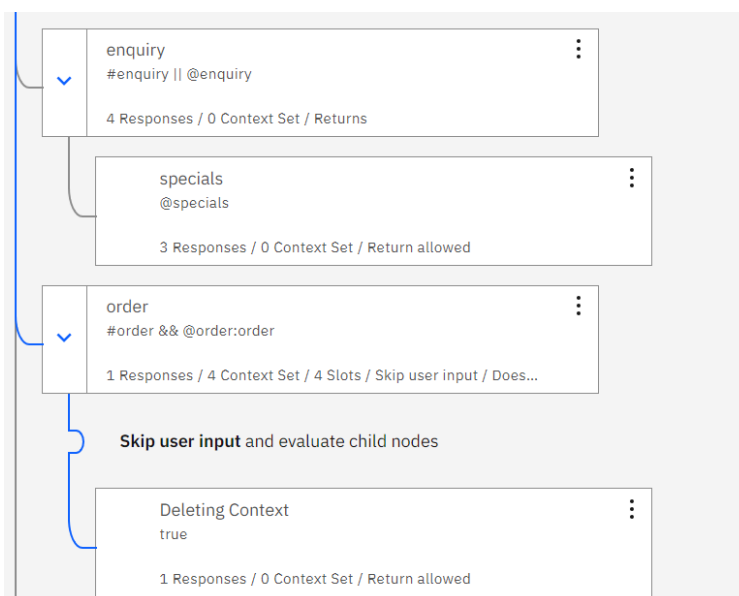 enquiry
#enquiry || @enquiry
4 Responses / 0 Context Set / Returns
specials
@specials
3 Responses / 0 Context Set / Return allowed
order
#order && @order:order
1 Responses / 4 Context Set / 4 Slots / Skip user input / Does...
Skip user input and evaluate child nodes
Deleting Context
true
1 Responses / 0 Context Set / Return allowed